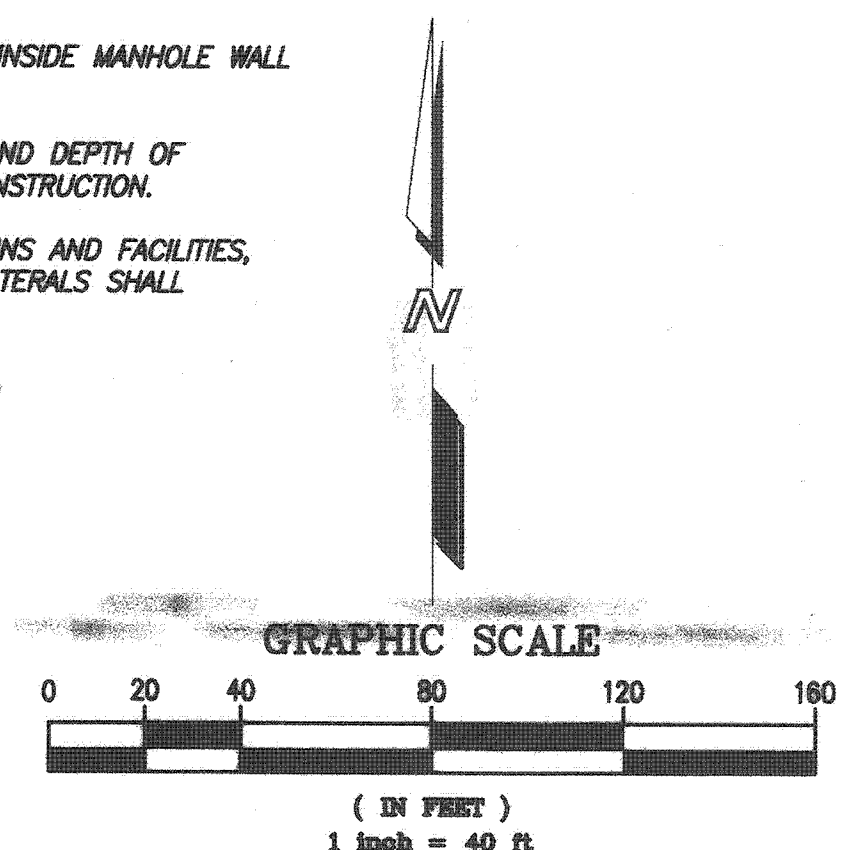 INSIDE MANHOLE WALL
ND DEPTH OF
NSTRUCTION.
NS AND FACILITIES,
TERALS SHALL
N
GRAPHIC SCALE
0 20 40 80 120 160
( IN FEET )
1 inch = 40 ft